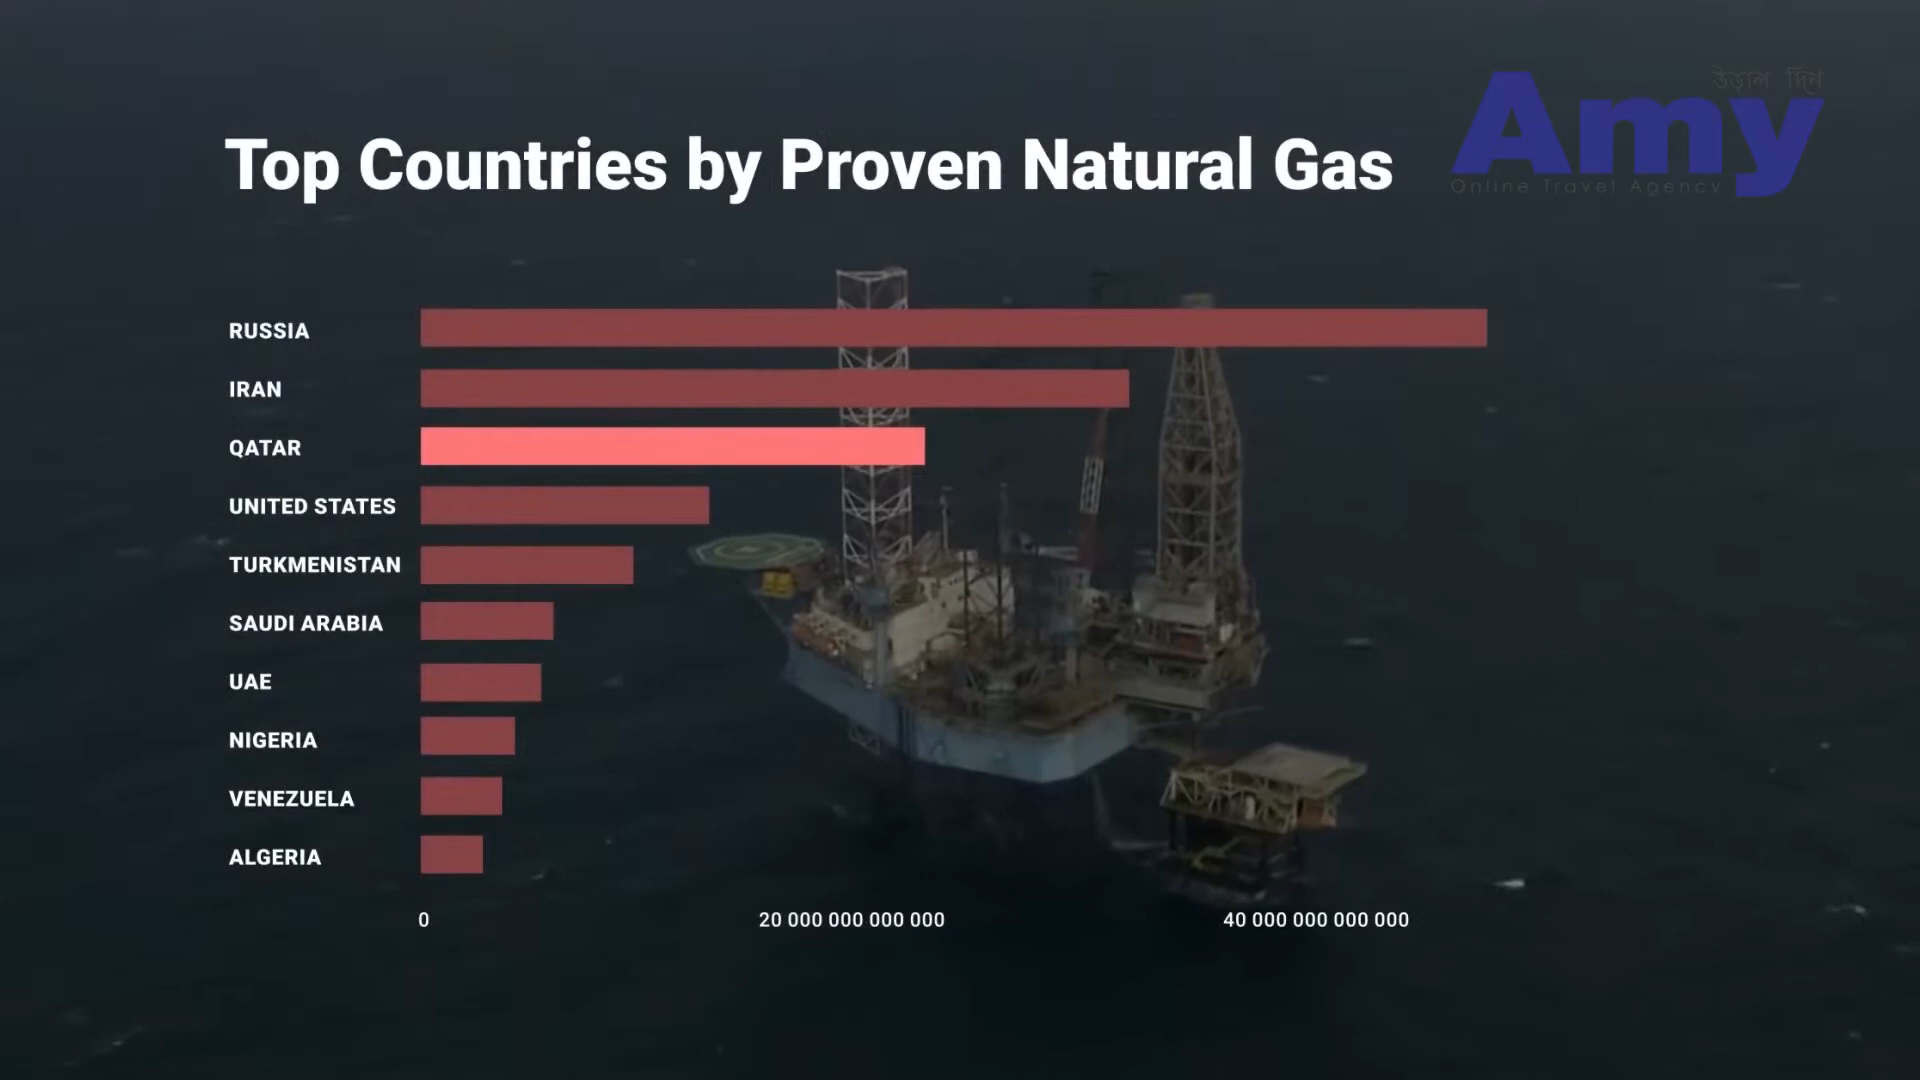 উড়াল দিন
Amy
Online Travel Agency
Top Countries by Proven Natural Gas
RUSSIA
IRAN
QATAR
UNITED STATES
TURKMENISTAN
SAUDI ARABIA
UAE
NIGERIA
VENEZUELA
ALGERIA
0
20 000 000 000 000
40 000 000 000 000